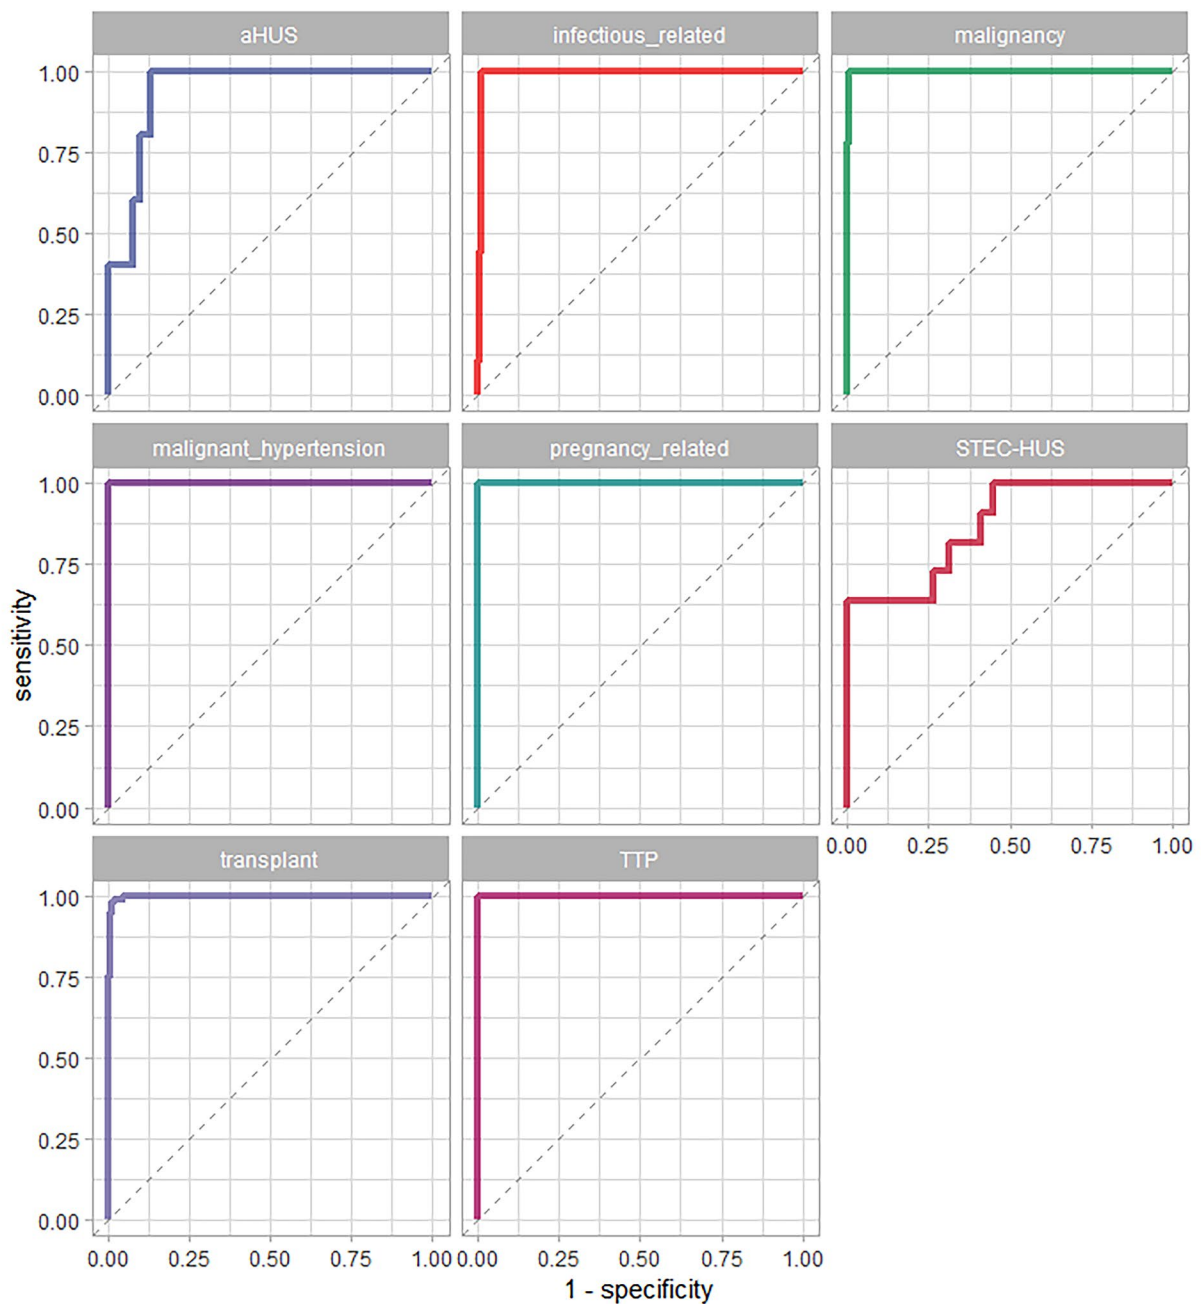 aHUS
infectious_related
malignancy
1.00
0.75
0.50
0.25
0.00
malignant_hypertension
pregnancy_related
STEC-HUS
1.00
0.75
0.50
0.25
0.00
sensitivity
0.00 0.25 0.50 0.75 1.00
transplant
TTP
1.00
0.75
0.50
0.25
0.00
0.00 0.25 0.50 0.75 1.00
0.00 0.25 0.50 0.75 1.00
1 - specificity